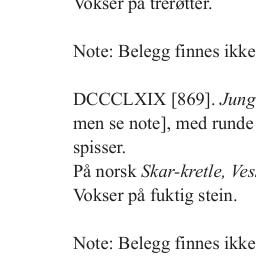 Vokser på trerøtter.
Note: Belegg finnes ikke
DCCCLXIX [869]. Jung
men se note], med runde
spisser.
På norsk Skar-kretle, Ves
Vokser på fuktig stein.
Note: Belegg finnes ikke